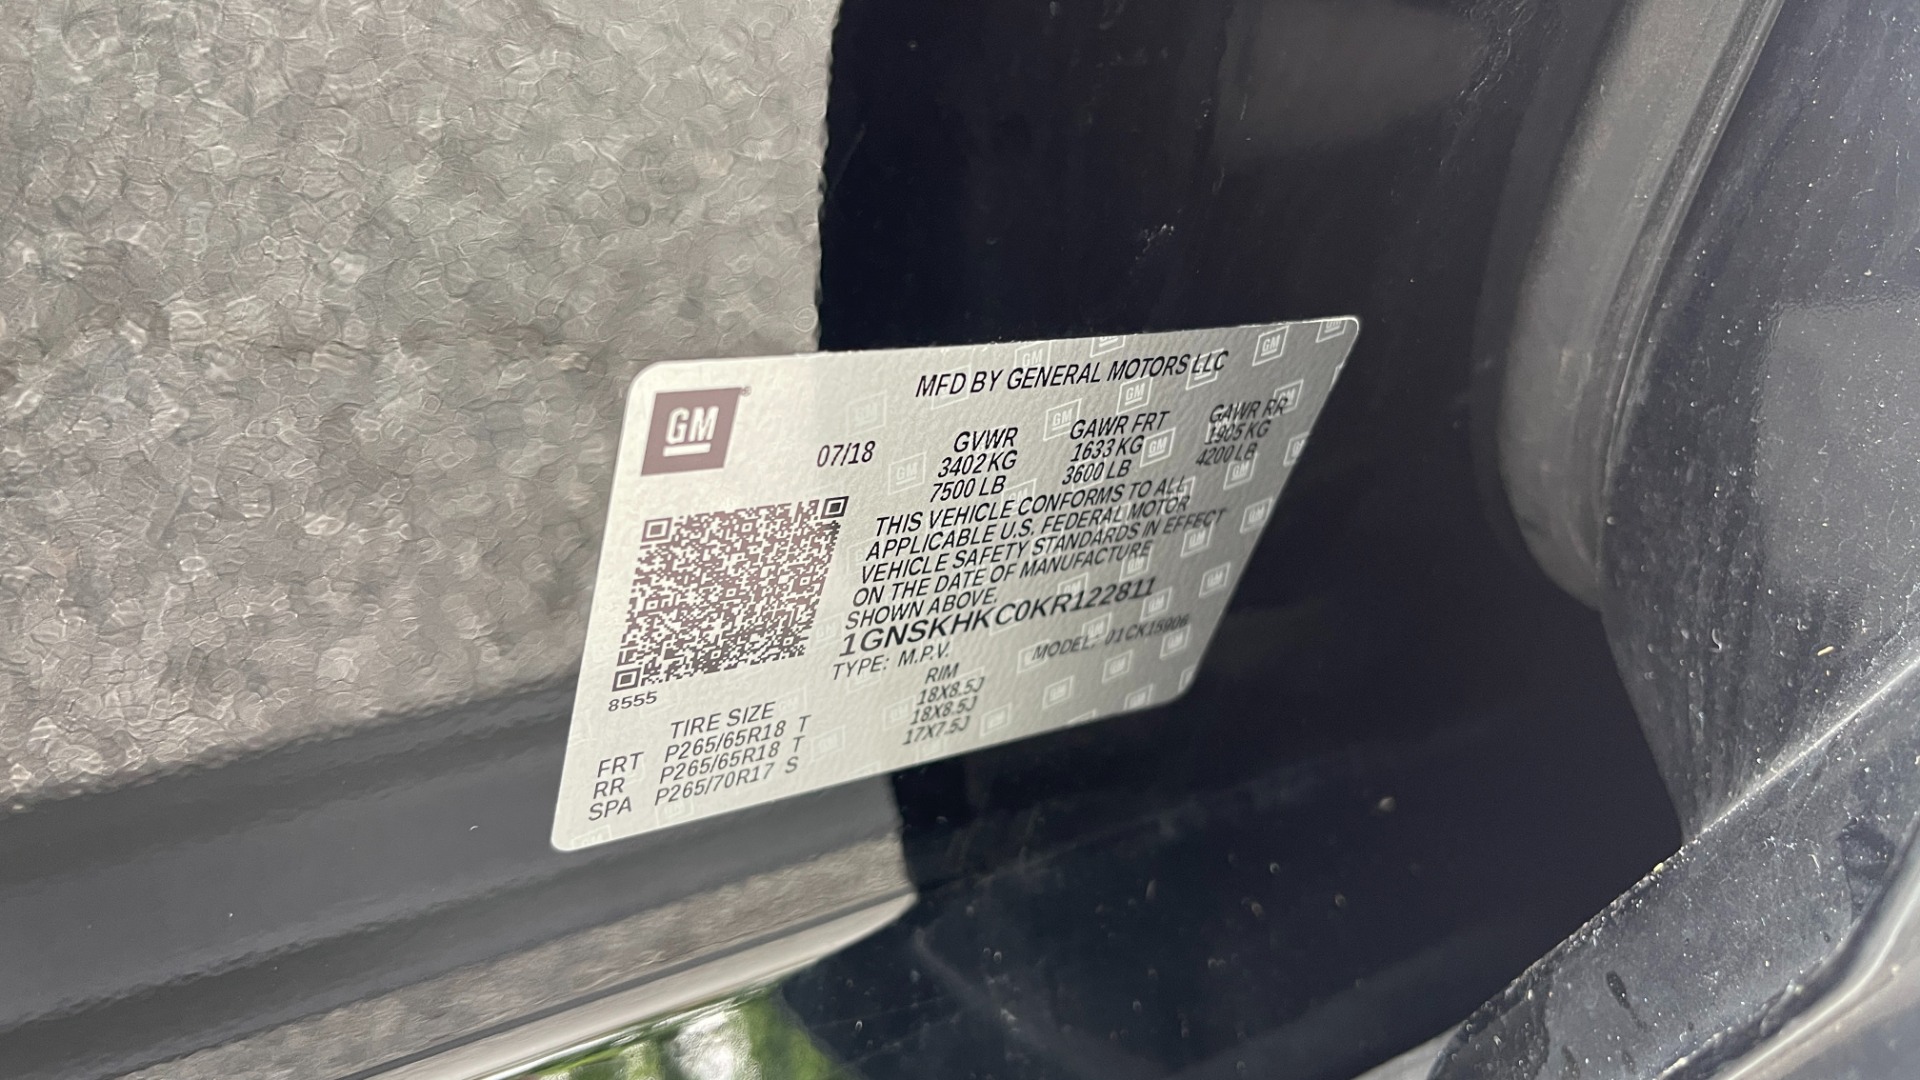 GM
MFD BY GENERAL MOTORS LLC
07/18 GVWR GAWR FRT GAWR RR
3402 KG 1633 KG 1905 KG
7500 LB 3600 LB 4200 LB
THIS VEHICLE CONFORMS TO ALL
APPLICABLE U.S. FEDERAL MOTOR
VEHICLE SAFETY STANDARDS IN EFFECT
ON THE DATE OF MANUFACTURE
SHOWN ABOVE.
1GNSKHKC0KR122811
TYPE: M.P.V. MODEL: 01 CK15906
8555
TIRE SIZE RIM
FRT P265/65R18 T 18X8.5J
RR P265/65R18 T 18X8.5J
SPA P265/70R17 S 17X7.5J